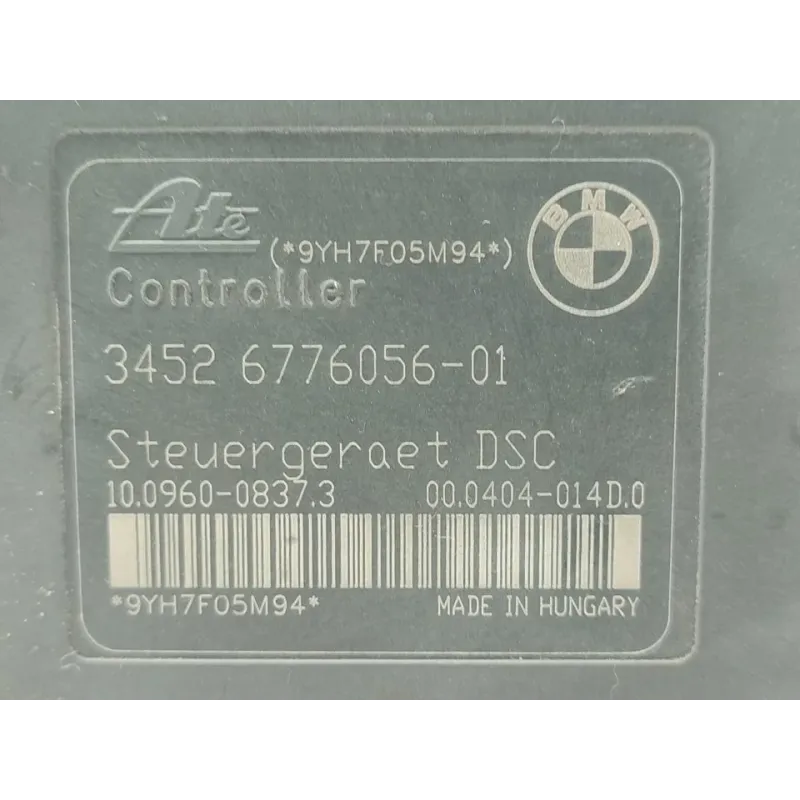 Ate (*9YH7F05M94*)
BMW
Controller
3452 6776056-01
Steuergeraet DSC
10.0960-0837.3 00.0404-014D.0
*9YH7F05M94* MADE IN HUNGARY